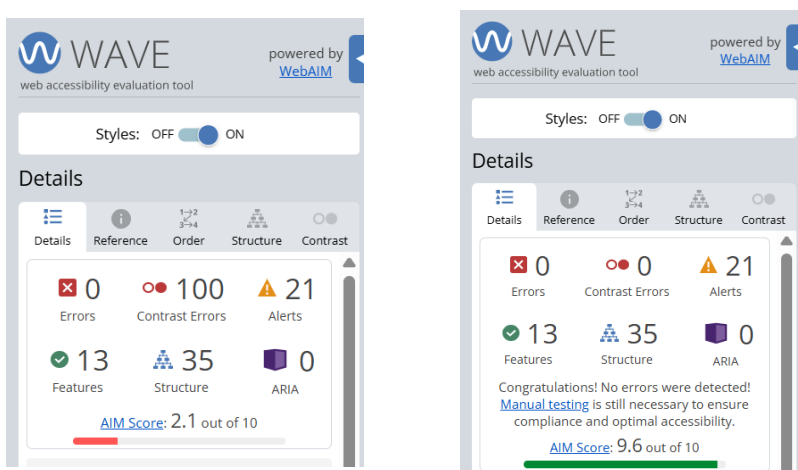 WAVE
powered by
WebAIM
web accessibility evaluation tool
Styles: OFF ON
Details
Details Reference Order Structure Contrast
0 100 21
Errors Contrast Errors Alerts
13 35 0
Features Structure ARIA
AIM Score: 2.1 out of 10
WAVE
powered by
WebAIM
web accessibility evaluation tool
Styles: OFF ON
Details
Details Reference Order Structure Contrast
0 0 21
Errors Contrast Errors Alerts
13 35 0
Features Structure ARIA
Congratulations! No errors were detected!
Manual testing is still necessary to ensure
compliance and optimal accessibility.
AIM Score: 9.6 out of 10